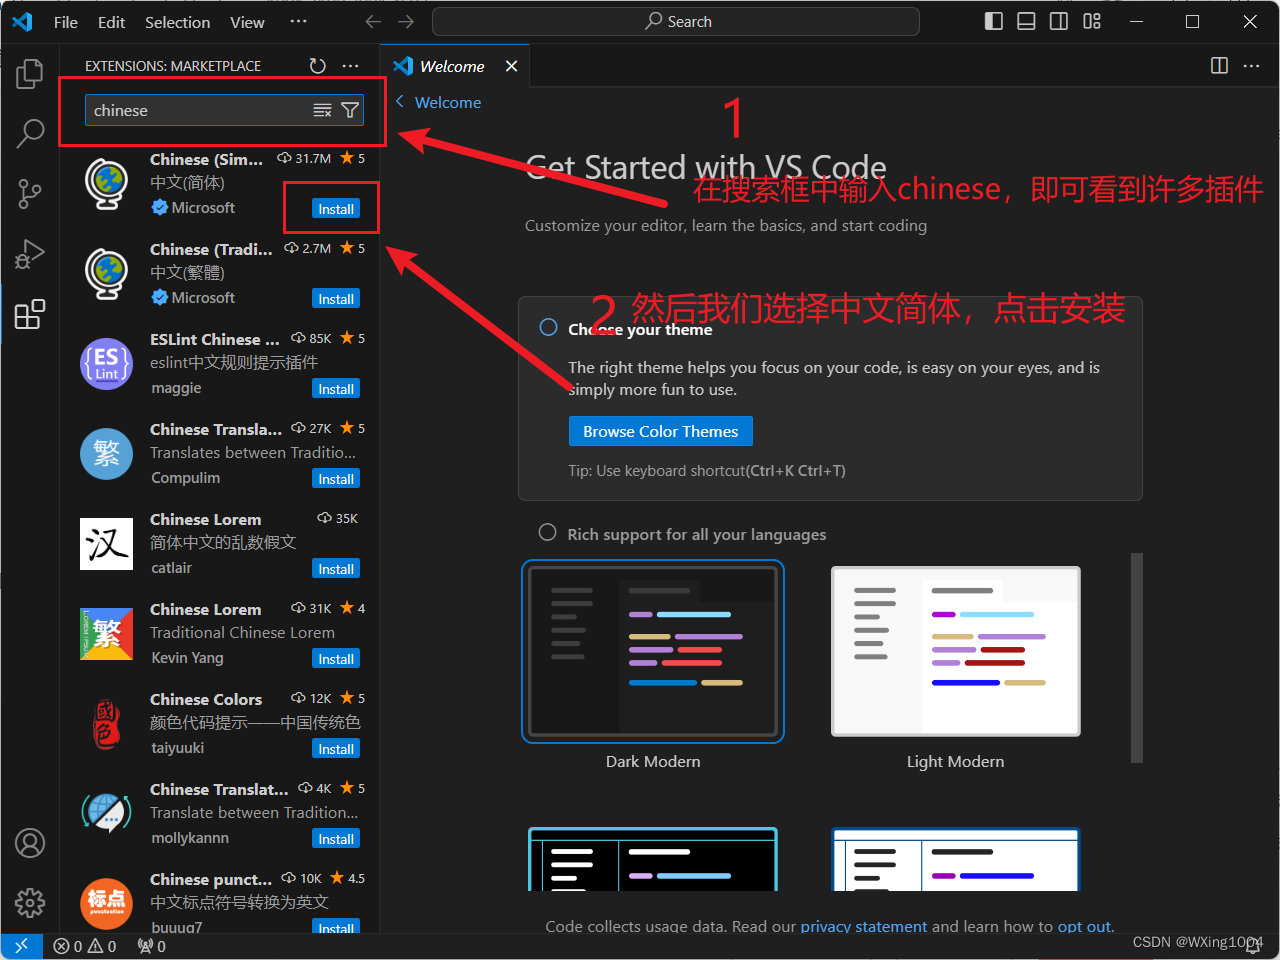 File Edit Selection View ··· Search
EXTENSIONS: MARKETPLACE
chinese
Chinese (Sim... 31.7M 5
中文(简体)
Microsoft Install
Chinese (Tradi... 2.7M 5
中文(繁體)
Microsoft Install
ESLint Chinese ... 85K 5
eslint中文规则提示插件
maggie Install
ES
Lint
Chinese Transla... 27K 5
Translates between Traditio...
Compulim Install
繁
Chinese Lorem 35K
简体中文的乱数假文
catlair Install
汉
Chinese Lorem 31K 4
Traditional Chinese Lorem
Kevin Yang Install
繁
Chinese Colors 12K 5
颜色代码提示——中国传统色
taiyuuki Install
國色
Chinese Translat... 4K 5
Translate between Tradition...
mollykannn Install
Chinese punct... 10K 4.5
中文标点符号转换为英文
buuug7 Install
标点
punctuation
Welcome
Welcome
1
Get Started with VS Code
在搜索框中输入chinese，即可看到许多插件
Customize your editor, learn the basics, and start coding
2 然后我们选择中文简体，点击安装
Choose your theme
The right theme helps you focus on your code, is easy on your eyes, and is
simply more fun to use.
Browse Color Themes
Tip: Use keyboard shortcut(Ctrl+K Ctrl+T)
Rich support for all your languages
Dark Modern Light Modern
Code collects usage data. Read our privacy statement and learn how to opt out.
0 0 0
CSDN @WXing1004